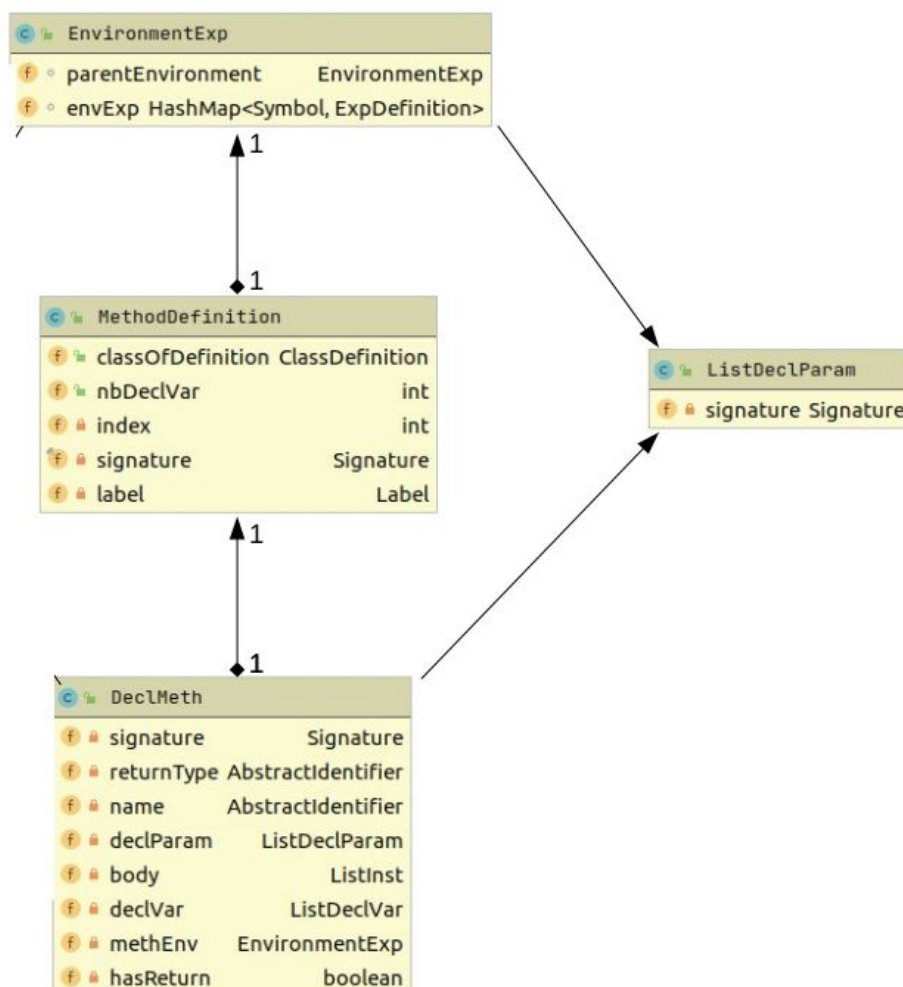 EnvironmentExp
parentEnvironment EnvironmentExp
envExp HashMap<Symbol, ExpDefinition>
1
1
MethodDefinition
classOfDefinition ClassDefinition
nbDeclVar int
index int
signature Signature
label Label
ListDeclParam
signature Signature
1
1
DeclMeth
signature Signature
returnType AbstractIdentifier
name AbstractIdentifier
declParam ListDeclParam
body ListInst
declVar ListDeclVar
methEnv EnvironmentExp
hasReturn boolean